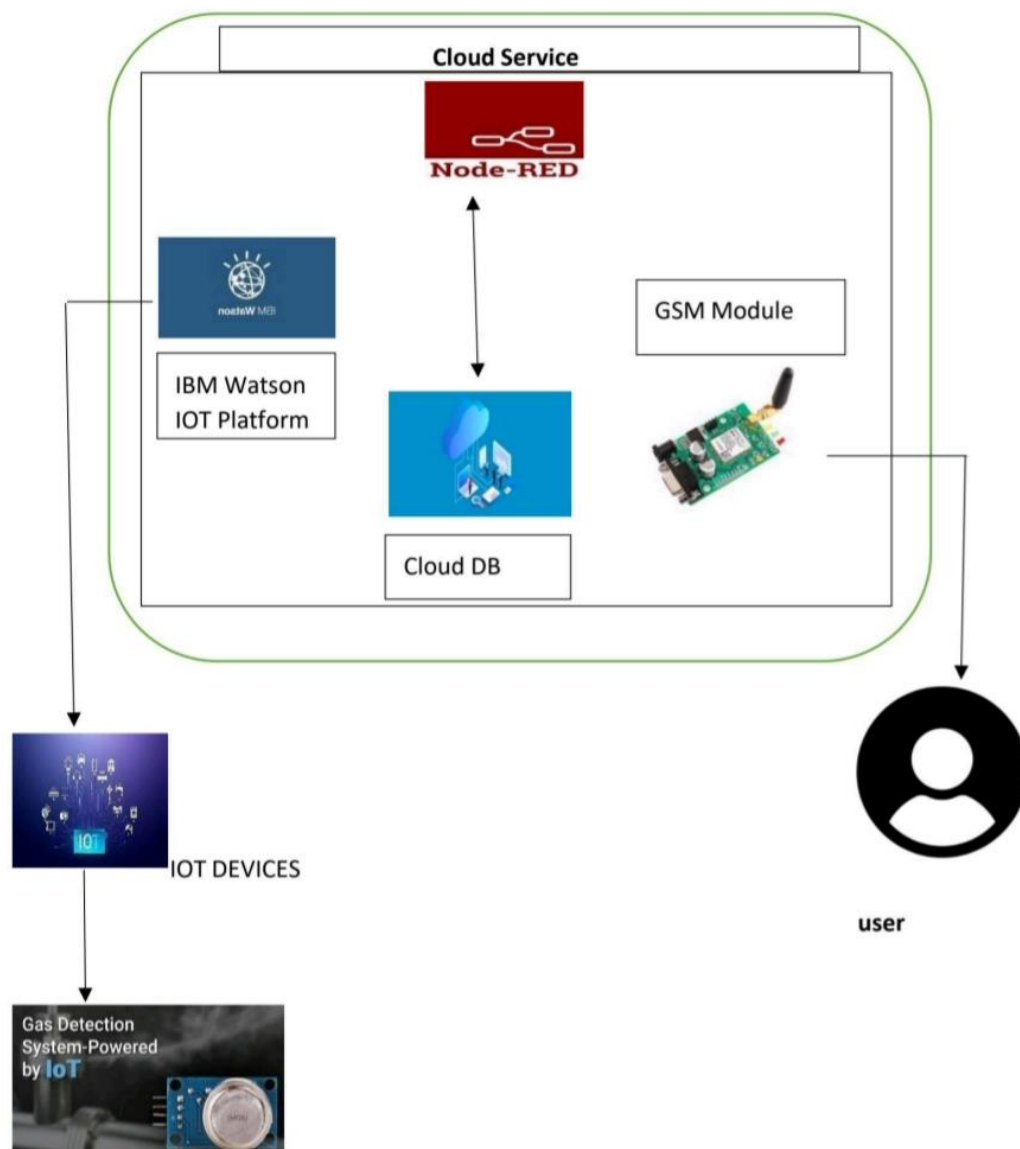 Cloud Service
Node-RED
IBM Watson
GSM Module
IBM Watson
IOT Platform
Cloud DB
IOT
IOT DEVICES
user
Gas Detection
System-Powered
by IoT